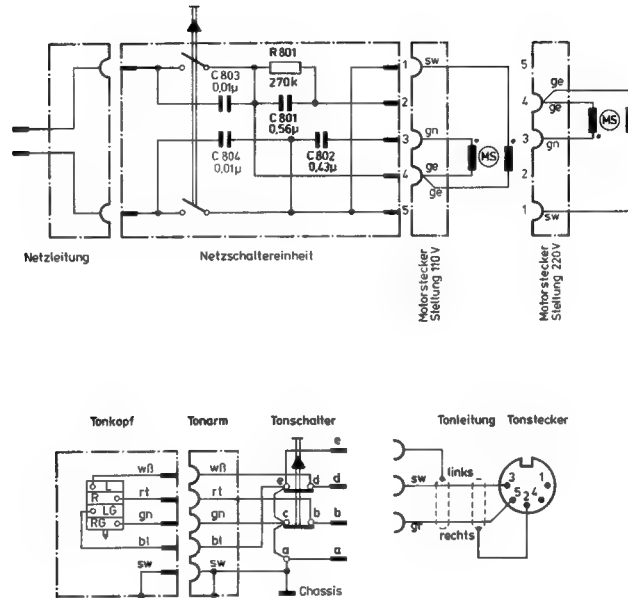 R 801
270k
C 803
0,01µ
C 801
0,56µ
C 804
0,01µ
C 802
0,43µ
1
2
3
4
5
sw
gn
ge
ge
MS
5
4
3
2
1
ge
ge
gn
sw
MS
Netzleitung
Netzschaltereinheit
Motorstecker
Stellung 110V
Motorstecker
Stellung 220V
Tonkopf
Tonarm
Tonschalter
Tonleitung
Tonstecker
L
R
LG
RG
wß
rt
gn
bl
sw
wß
rt
gn
bl
sw
e
d
c
b
a
e
d
b
a
Chassis
sw
gr
links
rechts
3
1
5
2
4